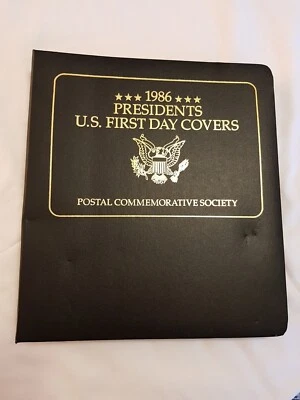 ★★★ 1986 ★★★
PRESIDENTS
U.S. FIRST DAY COVERS
POSTAL COMMEMORATIVE SOCIETY